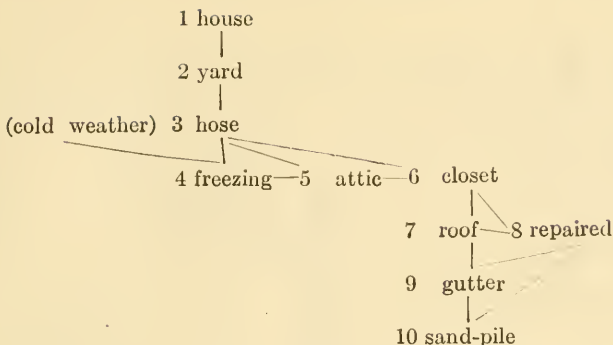 1 house
2 yard
(cold weather) 3 hose
4 freezing—5 attic—6 closet
7 roof—8 repaired
9 gutter
10 sand-pile